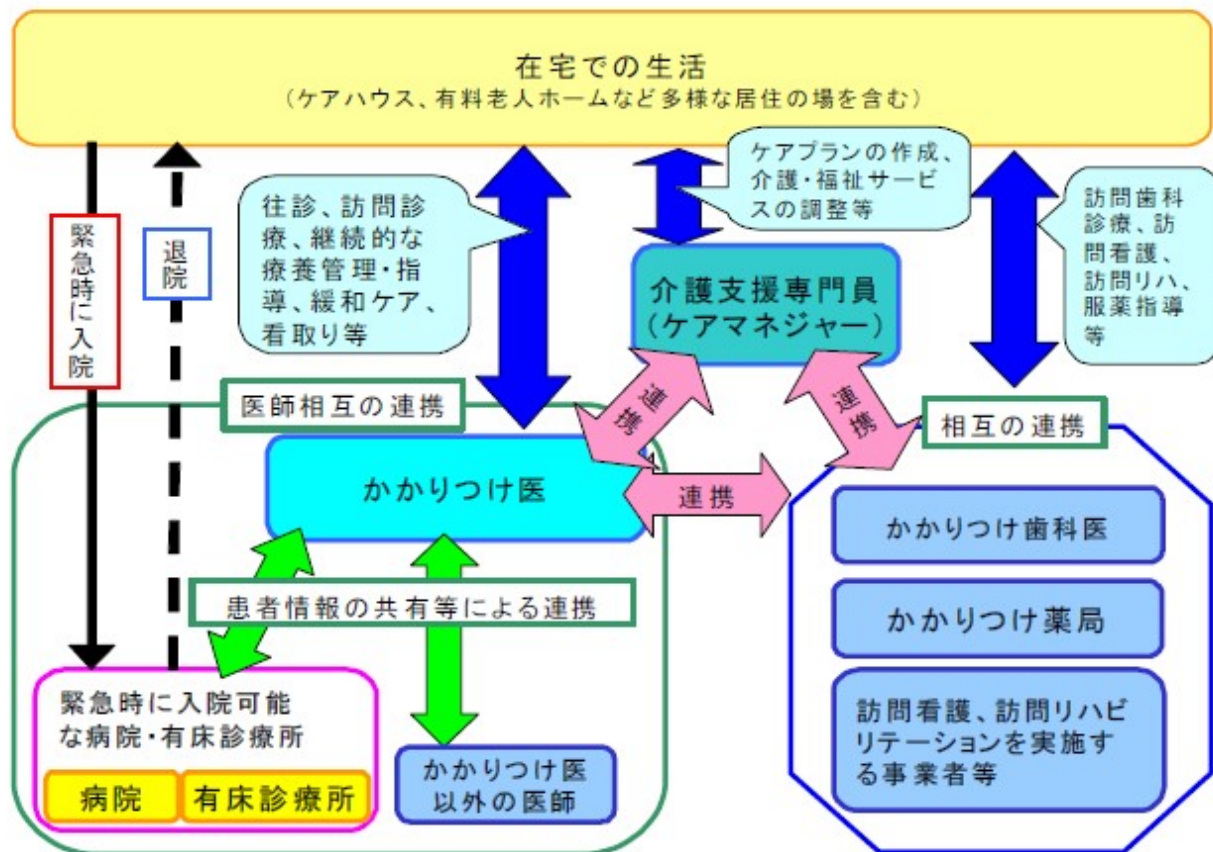 在宅での生活
（ケアハウス、有料老人ホームなど多様な居住の場を含む）
緊急時に入院
退院
往診、訪問診
療、継続的な
療養管理・指
導、緩和ケア、
看取り等
ケアプランの作成、
介護・福祉サービ
スの調整等
訪問歯科
診療、訪
問看護、
訪問リハ、
服薬指導
等
介護支援専門員
（ケアマネジャー）
連携
連携
医師相互の連携
相互の連携
かかりつけ医
連携
かかりつけ歯科医
患者情報の共有等による連携
かかりつけ薬局
緊急時に入院可能
な病院・有床診療所
病院
有床診療所
かかりつけ医
以外の医師
訪問看護、訪問リハビ
リテーションを実施す
る事業者等